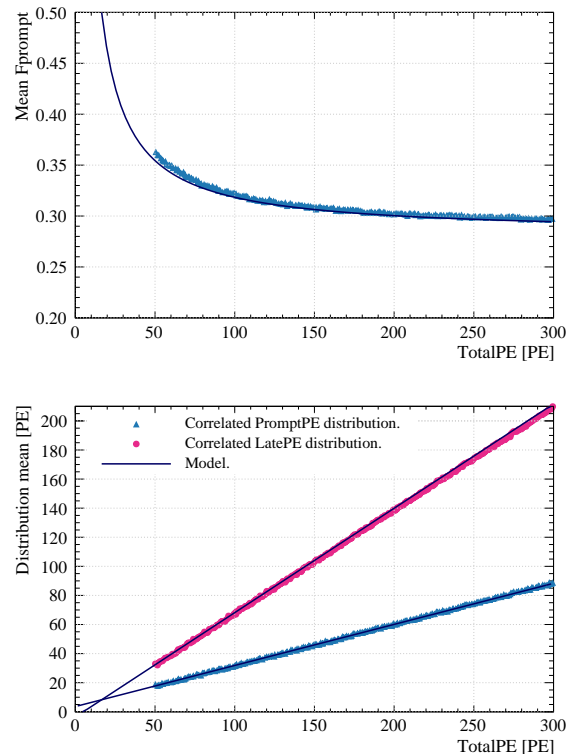 0.50
0.45
0.40
0.35
0.30
0.25
0.20
Mean Fprompt
0 50 100 150 200 250 300
TotalPE [PE]
200
180
160
140
120
100
80
60
40
20
0
Distribution mean [PE]
Correlated PromptPE distribution.
Correlated LatePE distribution.
Model.
0 50 100 150 200 250 300
TotalPE [PE]